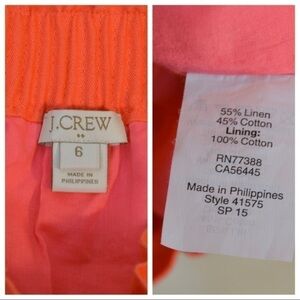 J.CREW
6
MADE IN
PHILIPPINES
55% Linen
45% Cotton
Lining:
100% Cotton
RN77388
CA56445
Made in Philippines
Style 41575
SP 15